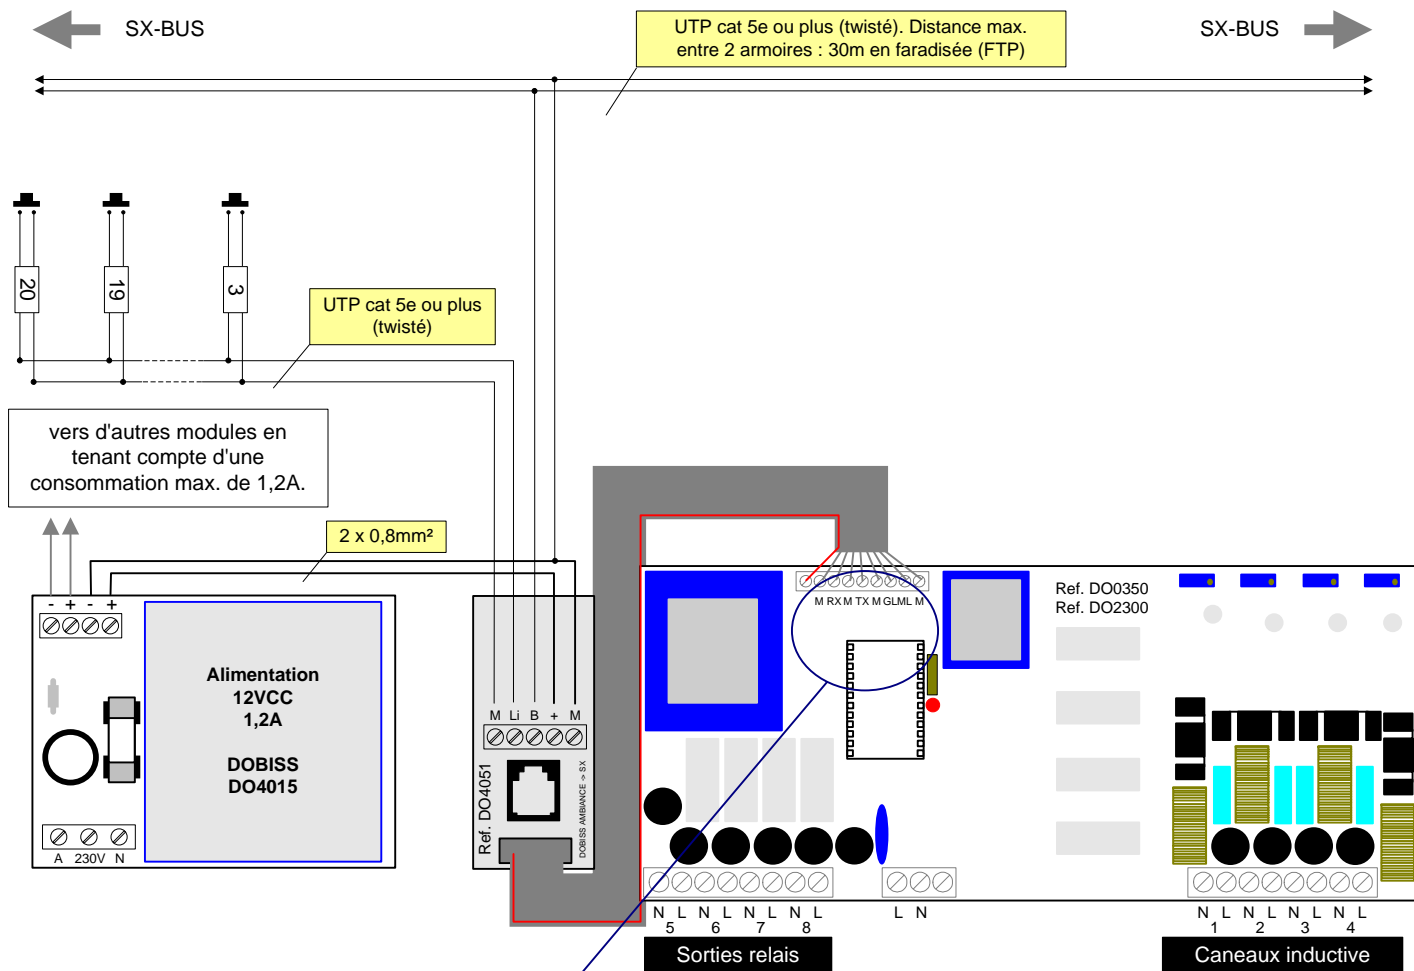 SX-BUS
UTP cat 5e ou plus (twisté). Distance max.
entre 2 armoires : 30m en faradisée (FTP)
SX-BUS
20
19
3
UTP cat 5e ou plus
(twisté)
vers d'autres modules en
tenant compte d'une
consommation max. de 1,2A.
2 x 0,8mm²
- + - +
Alimentation
12VCC
1,2A
DOBISS
DO4015
A 230V N
M Li B + M
Ref. DO4051
DOBISS AMBIANCE -> SX
M RX M TX M GL ML M
Ref. DO0350
Ref. DO2300
N L N L N L N L
5 6 7 8
Sorties relais
L N
N L N L N L N L
1 2 3 4
Caneaux inductive